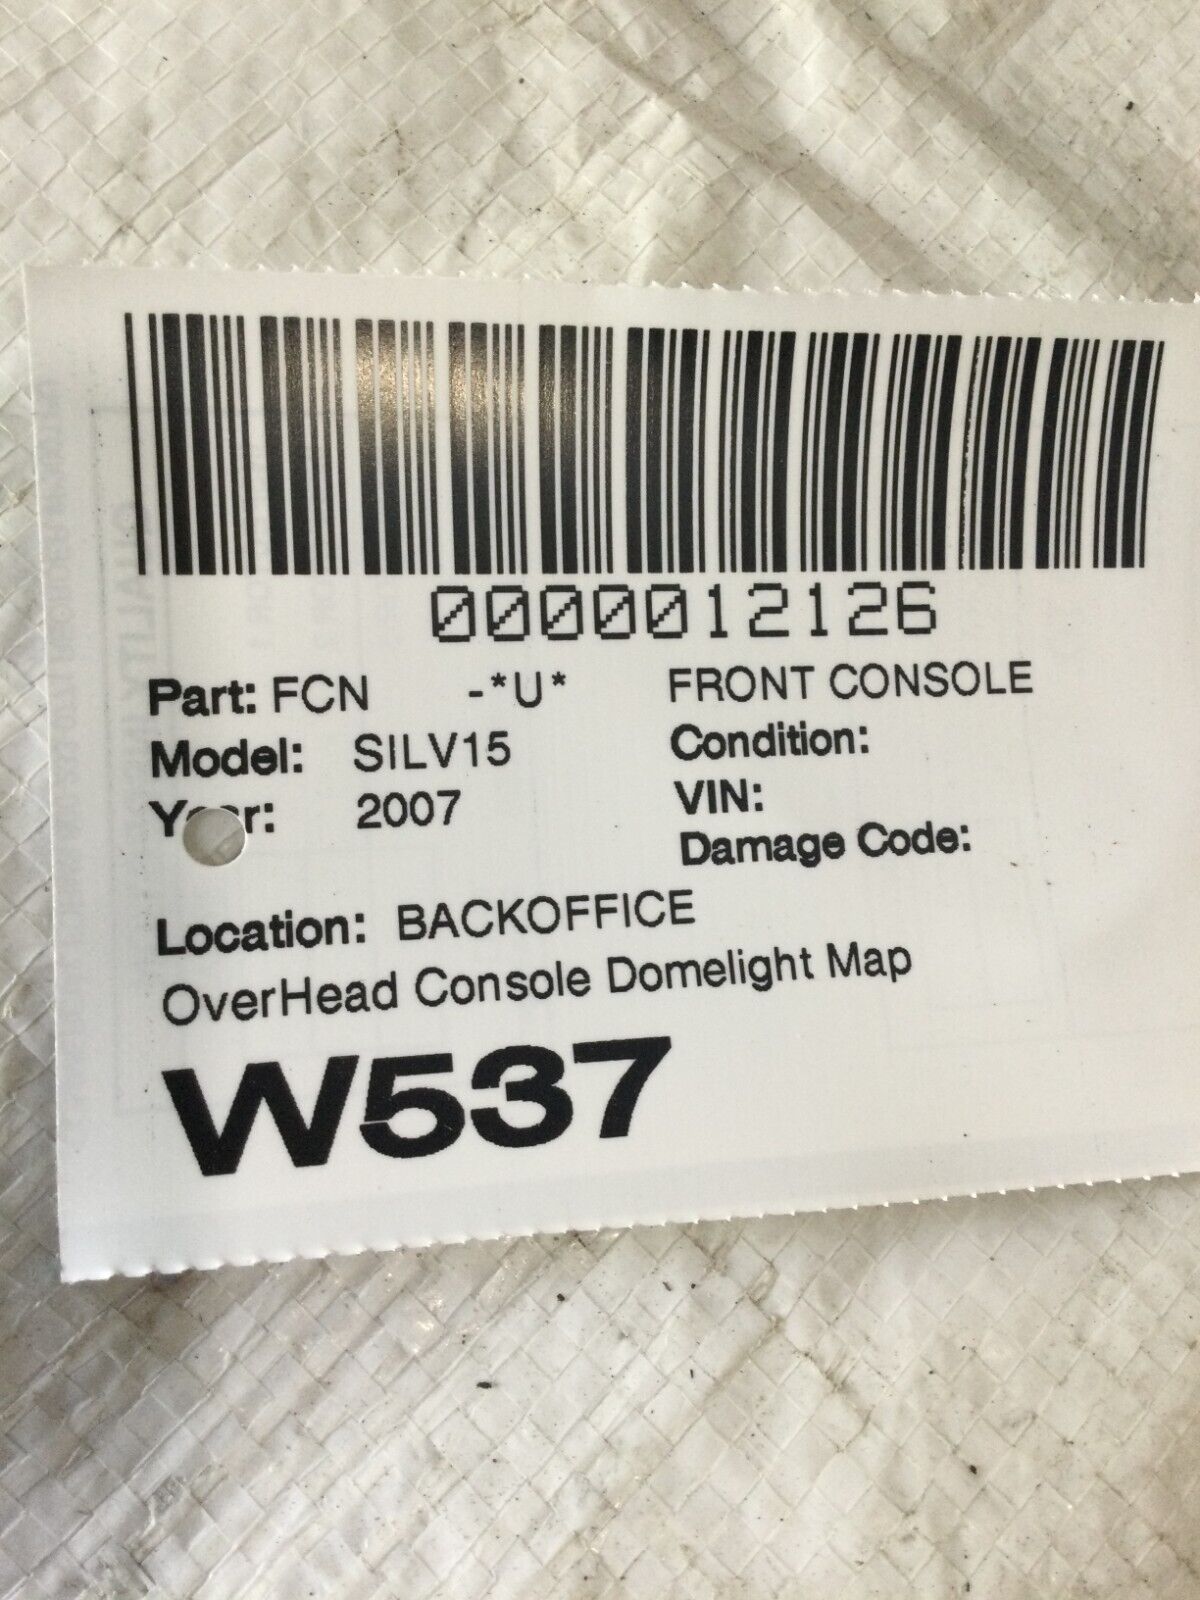 0000012126
Part: FCN -*U* FRONT CONSOLE
Model: SILV15 Condition:
Year: 2007 VIN:
Damage Code:
Location: BACKOFFICE
OverHead Console Domelight Map
W537